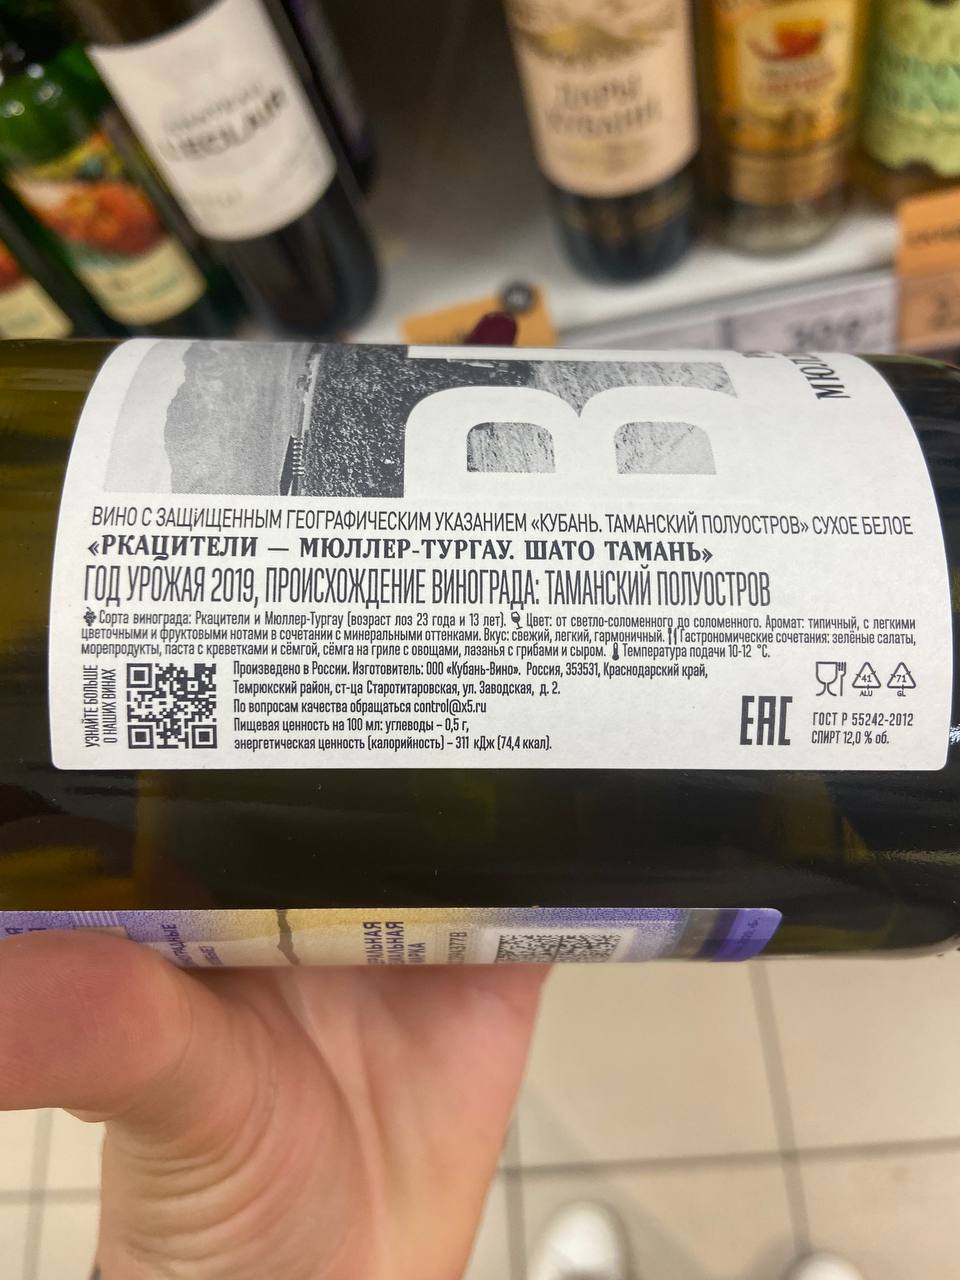 ДАРЫ
КУБАНИ
МЮЛ
В
ВИНО С ЗАЩИЩЕННЫМ ГЕОГРАФИЧЕСКИМ УКАЗАНИЕМ «КУБАНЬ. ТАМАНСКИЙ ПОЛУОСТРОВ» СУХОЕ БЕЛОЕ
«РКАЦИТЕЛИ — МЮЛЛЕР-ТУРГАУ. ШАТО ТАМАНЬ»
ГОД УРОЖАЯ 2019, ПРОИСХОЖДЕНИЕ ВИНОГРАДА: ТАМАНСКИЙ ПОЛУОСТРОВ
Сорта винограда: Ркацители и Мюллер-Тургау (возраст лоз 23 года и 13 лет). Цвет: от светло-соломенного до соломенного. Аромат: типичный, с легкими
цветочными и фруктовыми нотами в сочетании с минеральными оттенками. Вкус: свежий, легкий, гармоничный. Гастрономические сочетания: зелёные салаты,
морепродукты, паста с креветками и сёмгой, сёмга на гриле с овощами, лазанья с грибами и сыром. Температура подачи 10-12 °С.
УЗНАЙТЕ БОЛЬШЕ
О НАШИХ ВИНАХ
Произведено в России. Изготовитель: ООО «Кубань-Вино». Россия, 353531, Краснодарский край,
Темрюкский район, ст-ца Старотитаровская, ул. Заводская, д. 2.
По вопросам качества обращаться control@x5.ru
Пищевая ценность на 100 мл: углеводы – 0,5 г,
энергетическая ценность (калорийность) – 311 кДж (74,4 ккал).
ЕАС
41
ALU
71
GL
ГОСТ Р 55242-2012
СПИРТ 12,0 % об.